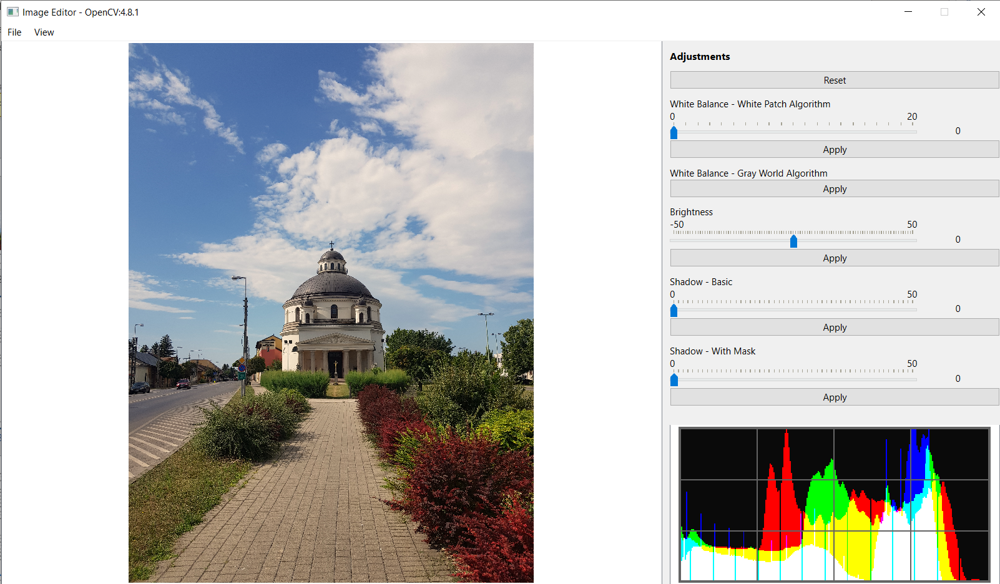 Image Editor - OpenCV:4.8.1
File View
Adjustments
Reset
White Balance - White Patch Algorithm
0 20
0
Apply
White Balance - Gray World Algorithm
Apply
Brightness
-50 50
0
Apply
Shadow - Basic
0 50
0
Apply
Shadow - With Mask
0 50
0
Apply